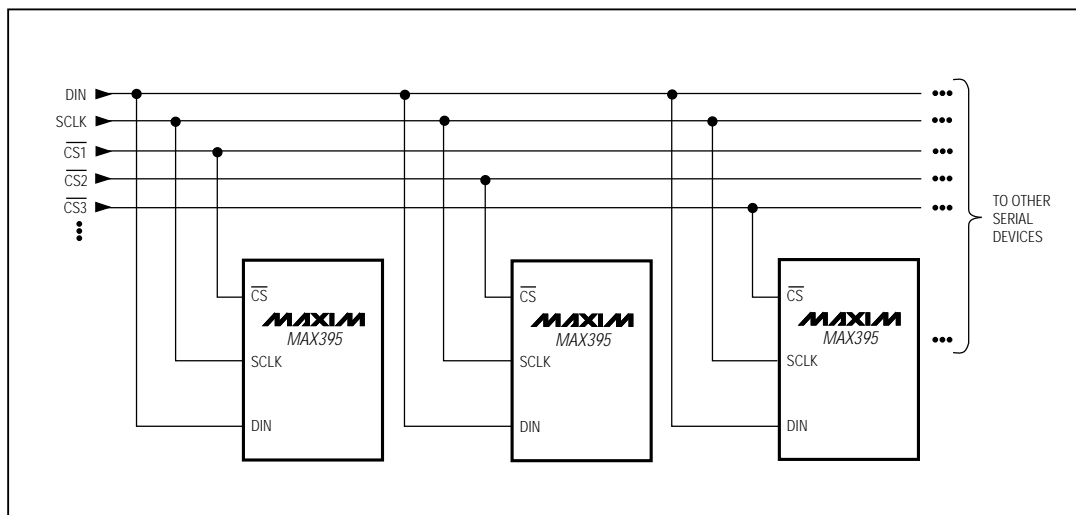 DIN
SCLK
CS1
CS2
CS3
TO OTHER
SERIAL
DEVICES
CS
MAXIM
MAX395
SCLK
DIN
CS
MAXIM
MAX395
SCLK
DIN
CS
MAXIM
MAX395
SCLK
DIN